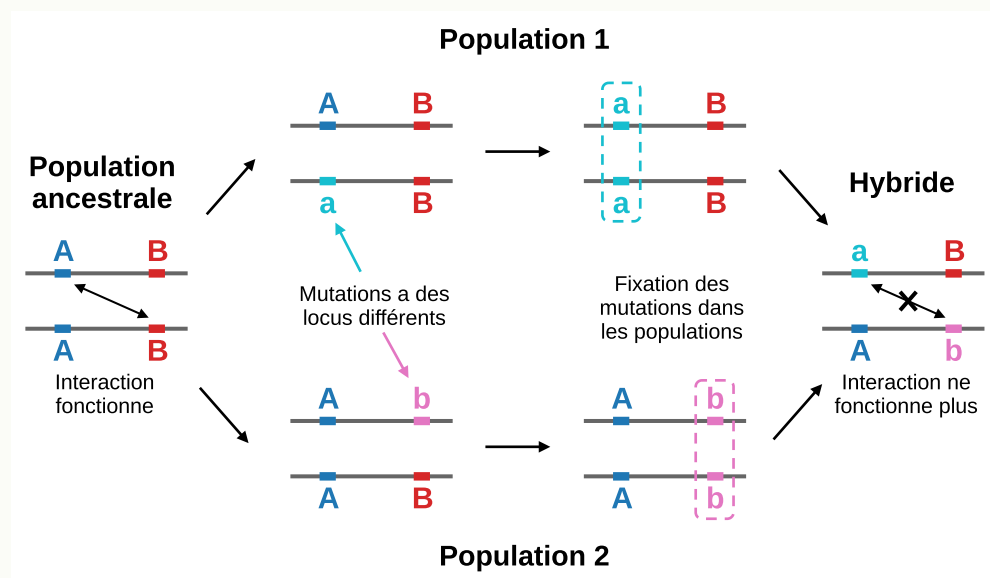 Population 1
A B
a B
a B
a B
Population
ancestrale
A B
A B
Interaction
fonctionne
Mutations a des
locus différents
Fixation des
mutations dans
les populations
Hybride
a B
A b
Interaction ne
fonctionne plus
A b
A B
A b
A b
Population 2